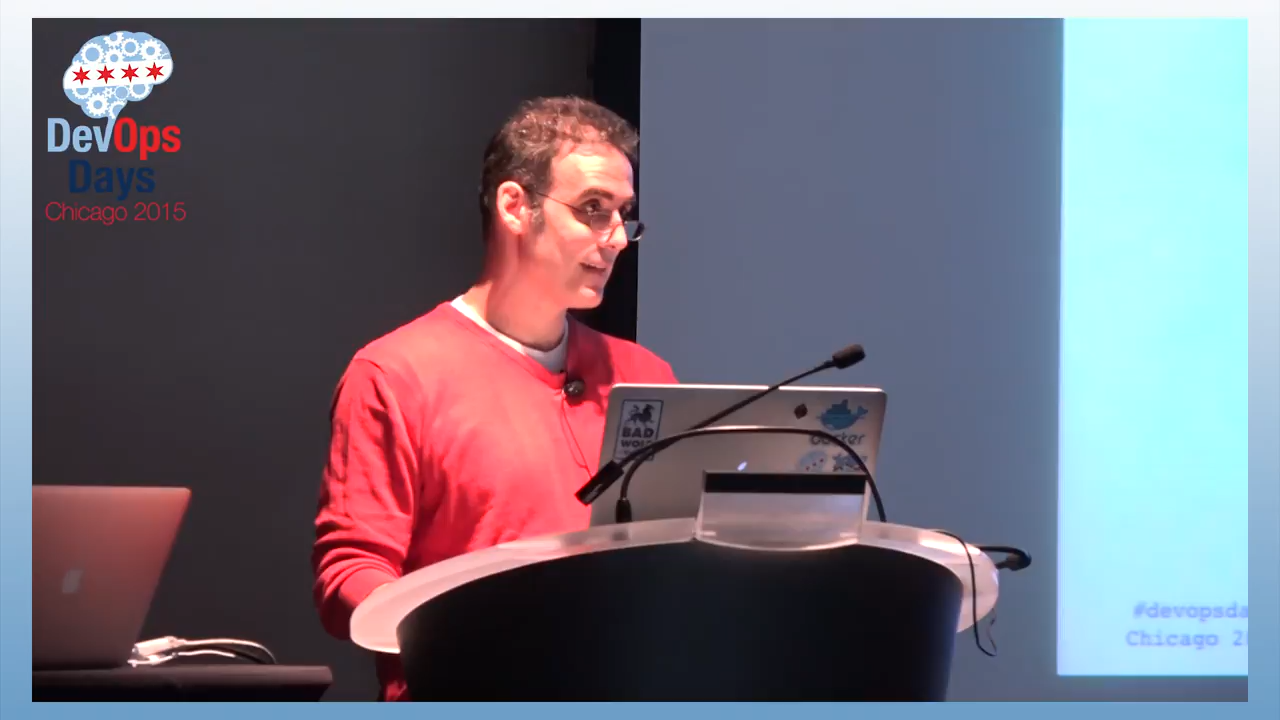 DevOps
Days
Chicago 2015
BAD
WOLF
docker
#devopsda
Chicago 2